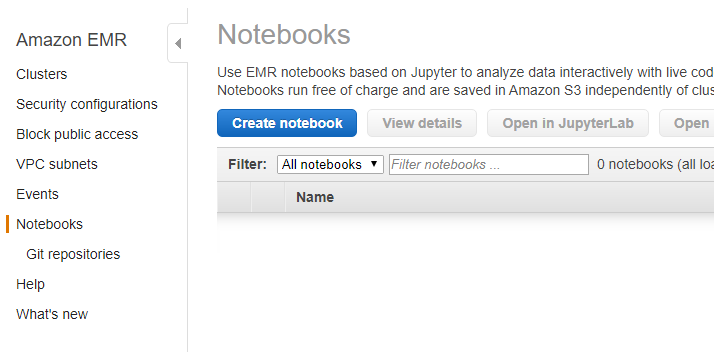 Amazon EMR
Clusters
Security configurations
Block public access
VPC subnets
Events
Notebooks
Git repositories
Help
What's new
Notebooks
Use EMR notebooks based on Jupyter to analyze data interactively with live cod
Notebooks run free of charge and are saved in Amazon S3 independently of clus
Create notebook View details Open in JupyterLab Open
Filter: All notebooks Filter notebooks ... 0 notebooks (all loa
Name